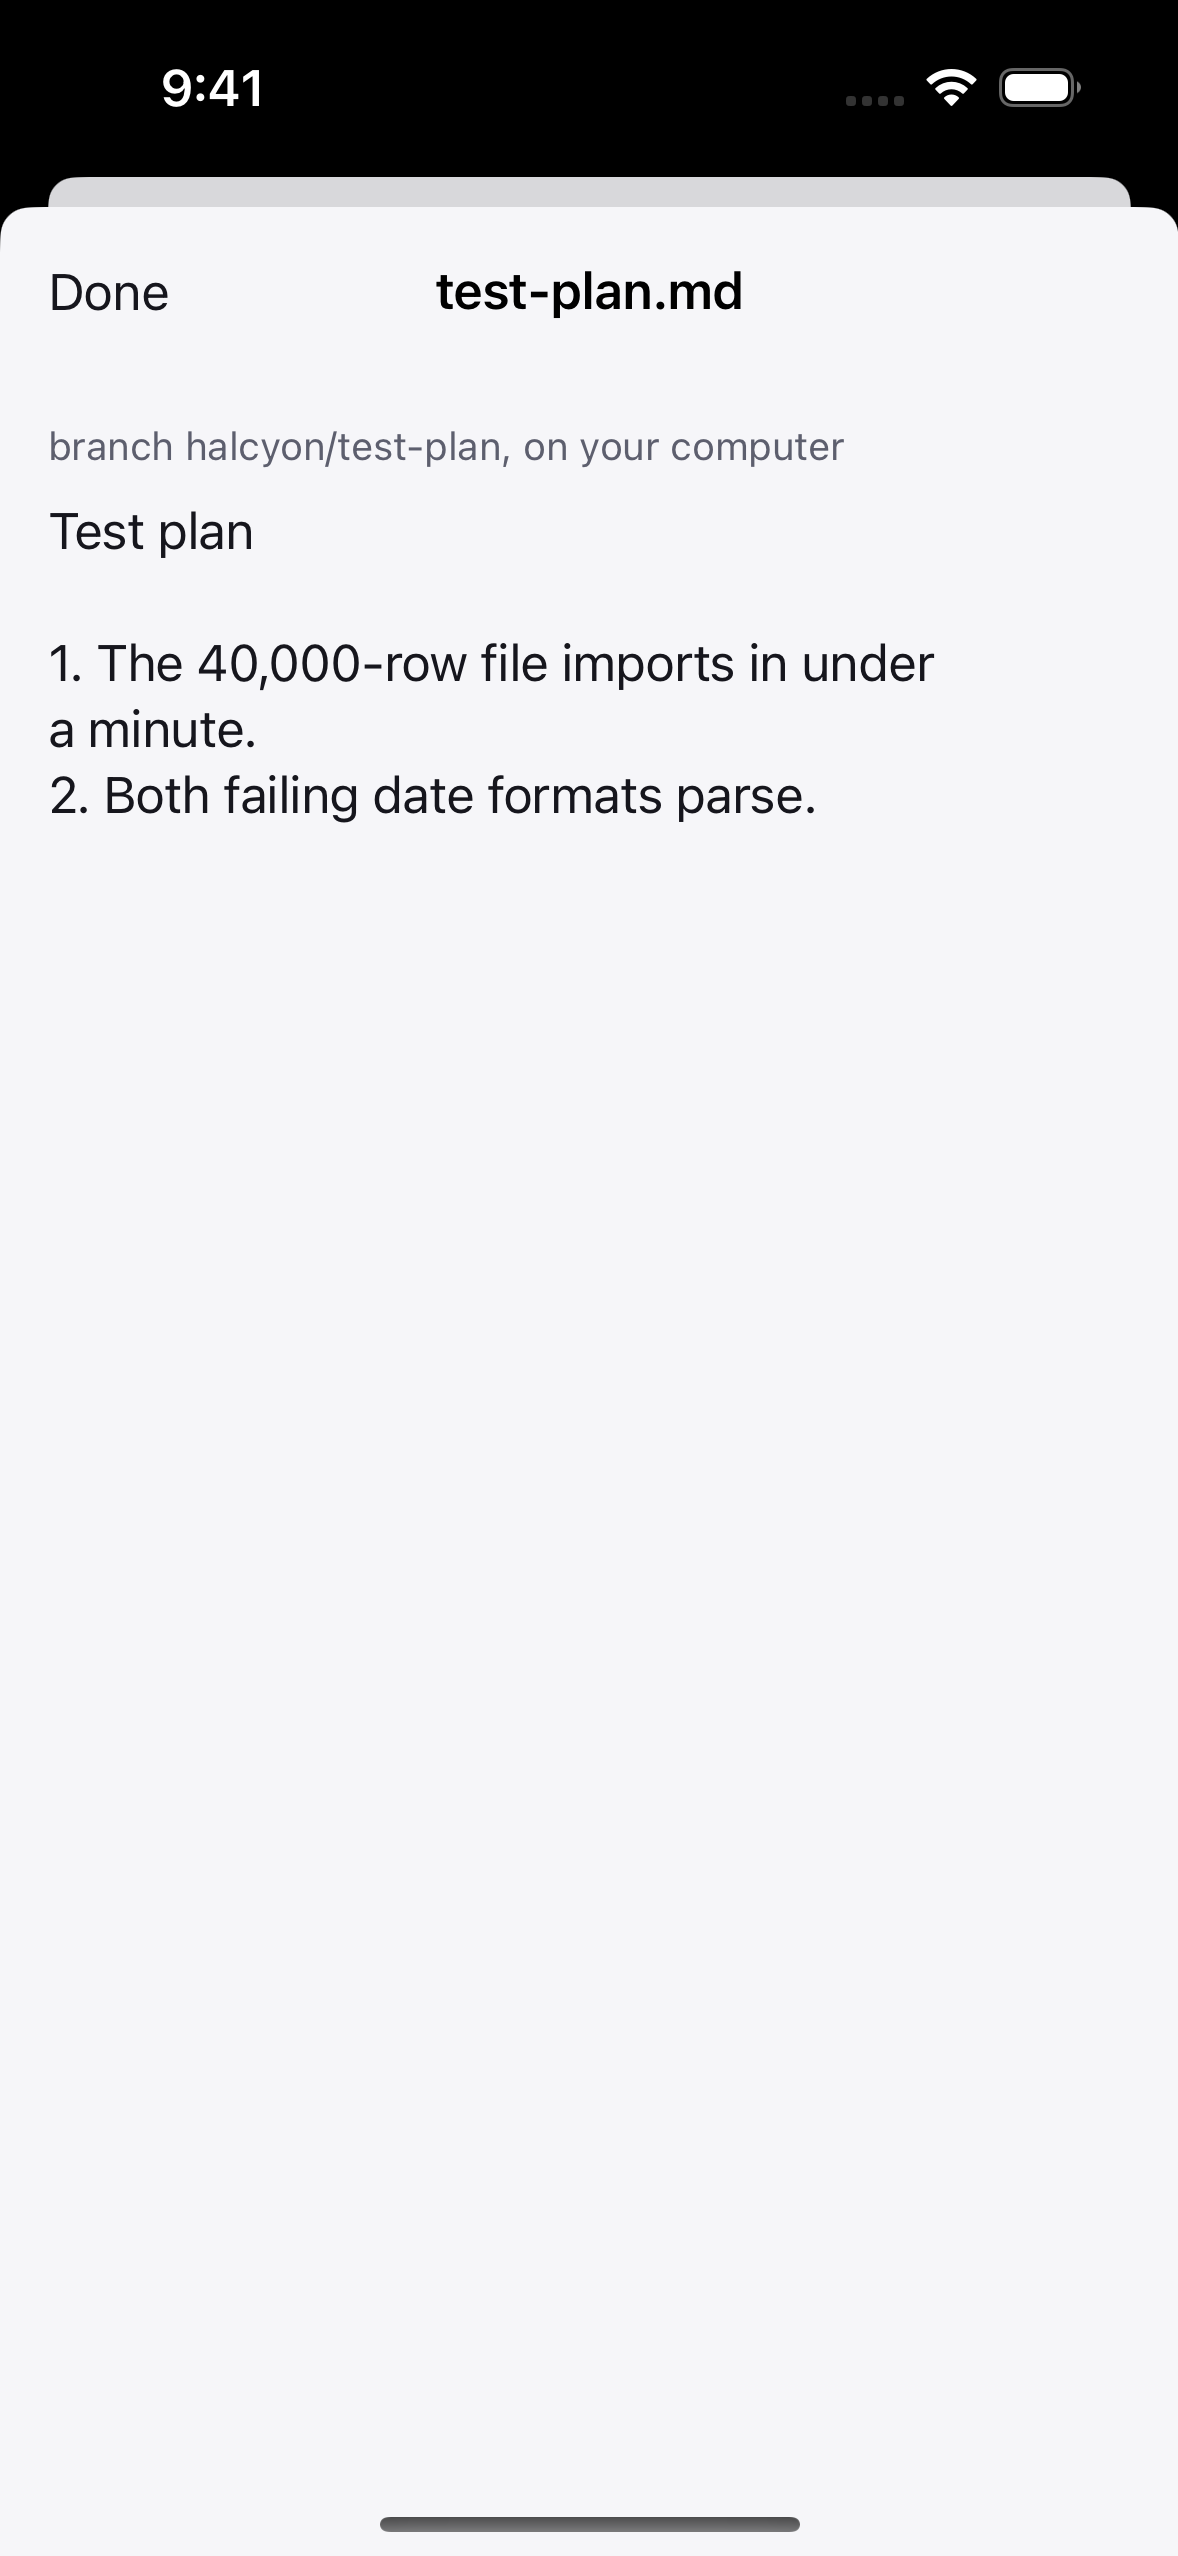 9:41
Done
test-plan.md
branch halcyon/test-plan, on your computer
Test plan
1. The 40,000-row file imports in under
a minute.
2. Both failing date formats parse.